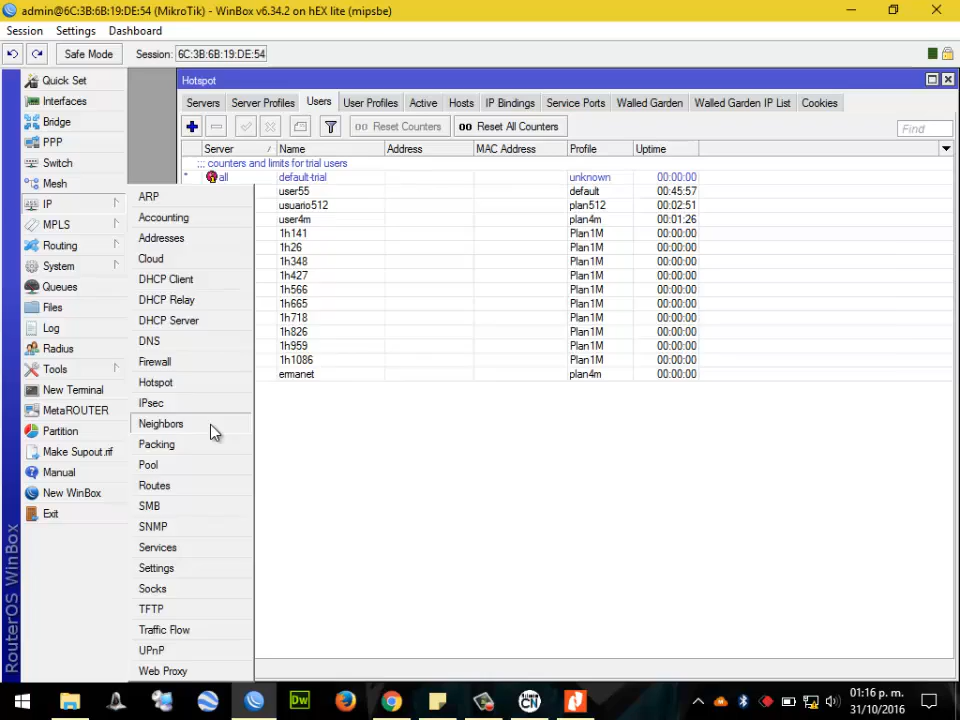 admin@6C:3B:6B:19:DE:54 (MikroTik) - WinBox v6.34.2 on hEX lite (mipsbe)
Session Settings Dashboard
Safe Mode Session: 6C:3B:6B:19:DE:54
Quick Set
Interfaces
Bridge
PPP
Switch
Mesh
IP
MPLS
Routing
System
Queues
Files
Log
Radius
Tools
New Terminal
MetaROUTER
Partition
Make Supout.rif
Manual
New WinBox
Exit
RouterOS WinBox
ARP
Accounting
Addresses
Cloud
DHCP Client
DHCP Relay
DHCP Server
DNS
Firewall
Hotspot
IPsec
Neighbors
Packing
Pool
Routes
SMB
SNMP
Services
Settings
Socks
TFTP
Traffic Flow
UPnP
Web Proxy
Hotspot
Servers Server Profiles Users User Profiles Active Hosts IP Bindings Service Ports Walled Garden Walled Garden IP List Cookies
00 Reset Counters 00 Reset All Counters Find
Server Name Address MAC Address Profile Uptime
;;; counters and limits for trial users
* all default-trial unknown 00:00:00
user55 default 00:45:57
usuario512 plan512 00:02:51
user4m plan4m 00:01:26
1h141 Plan1M 00:00:00
1h26 Plan1M 00:00:00
1h348 Plan1M 00:00:00
1h427 Plan1M 00:00:00
1h566 Plan1M 00:00:00
1h665 Plan1M 00:00:00
1h718 Plan1M 00:00:00
1h826 Plan1M 00:00:00
1h959 Plan1M 00:00:00
1h1086 Plan1M 00:00:00
ermanet plan4m 00:00:00
Dw
CN
01:16 p. m.
31/10/2016